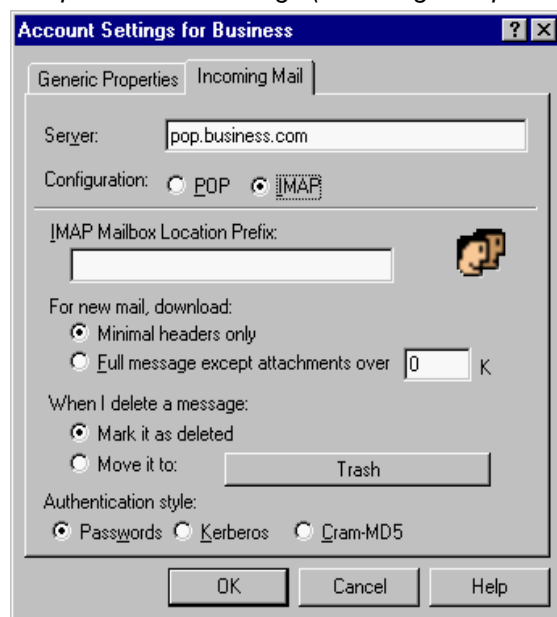 Account Settings for Business
Generic Properties Incoming Mail
Server: pop.business.com
Configuration: POP IMAP
IMAP Mailbox Location Prefix:
For new mail, download:
Minimal headers only
Full message except attachments over 0 K
When I delete a message:
Mark it as deleted
Move it to: Trash
Authentication style:
Passwords Kerberos Cram-MD5
OK Cancel Help